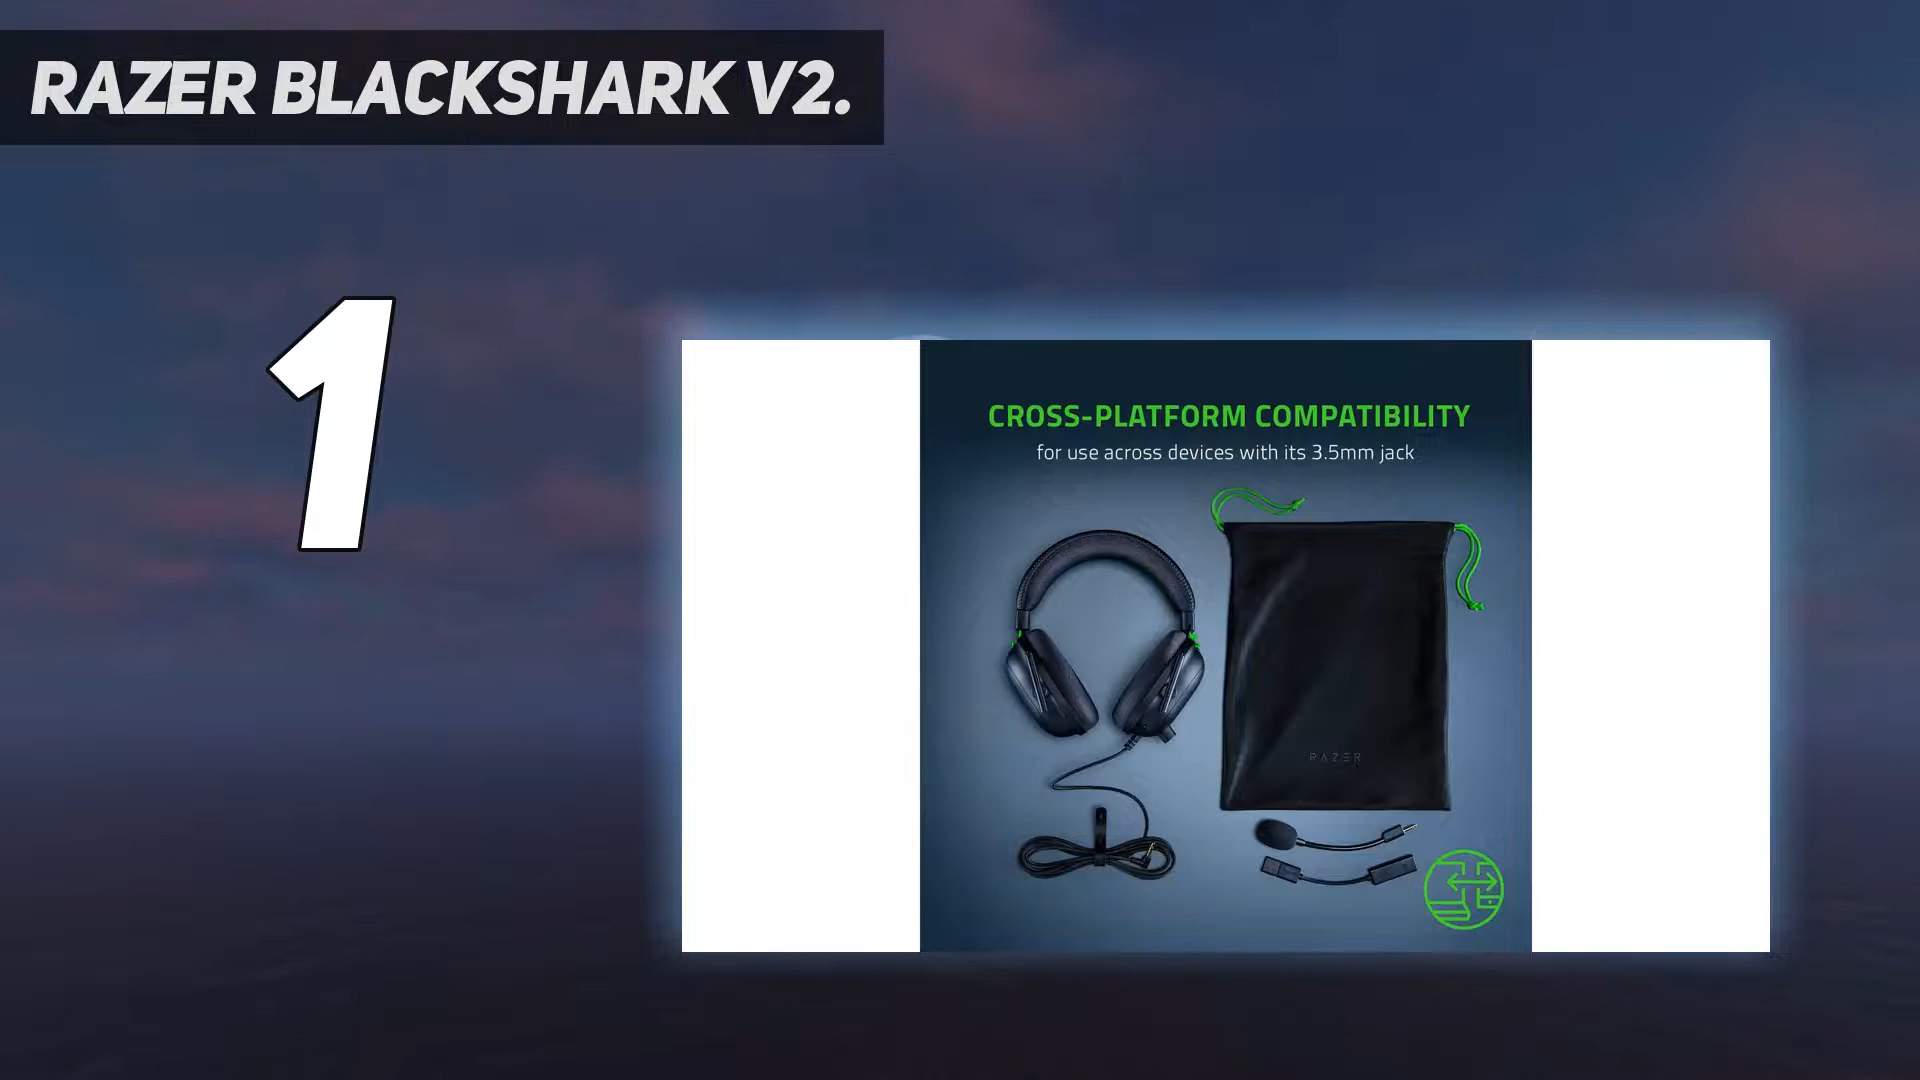 RAZER BLACKSHARK V2.
1
CROSS-PLATFORM COMPATIBILITY
for use across devices with its 3.5mm jack
RAZER